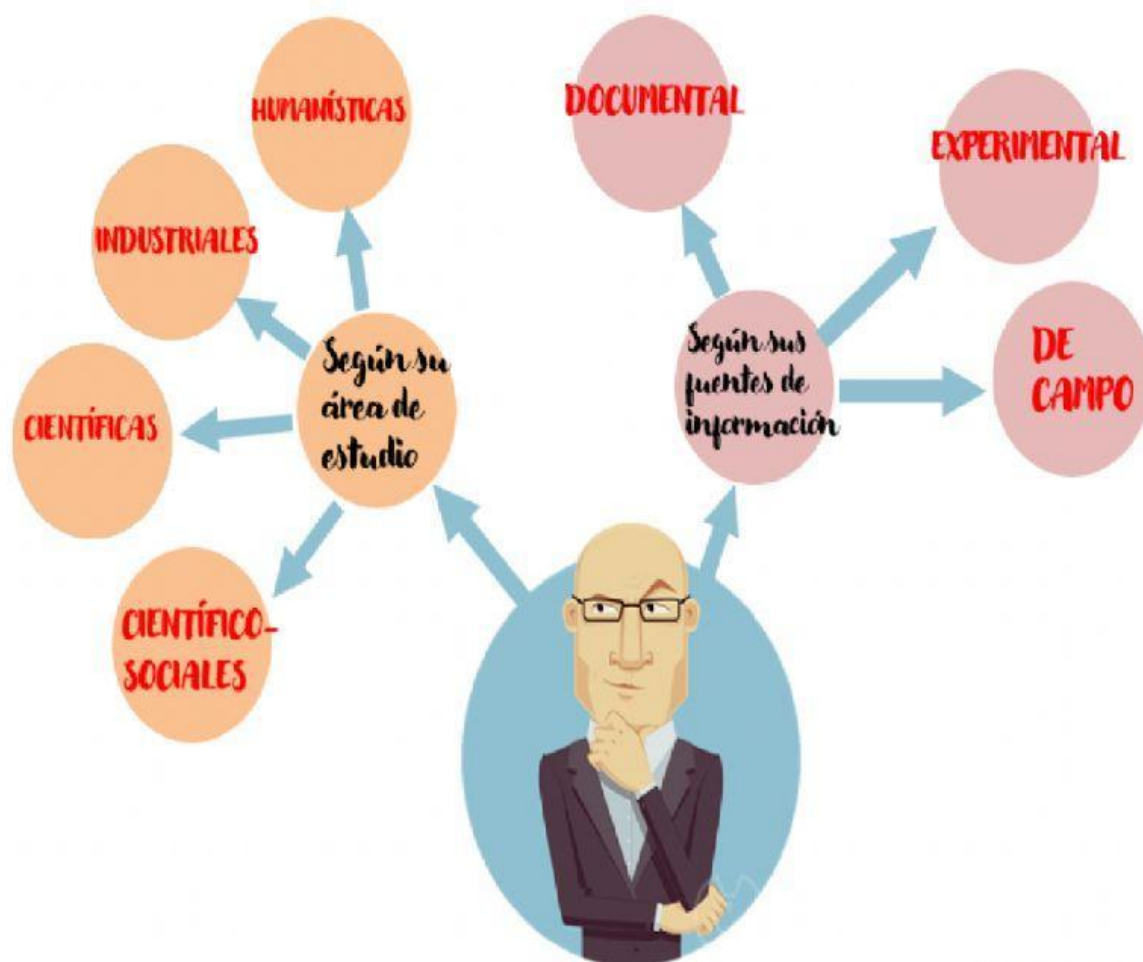 HUMANÍSTICAS
INDUSTRIALES
CIENTÍFICAS
CIENTÍFICO-
SOCIALES
Según su
área de
estudio
DOCUMENTAL
EXPERIMENTAL
DE
CAMPO
Según sus
fuentes de
información